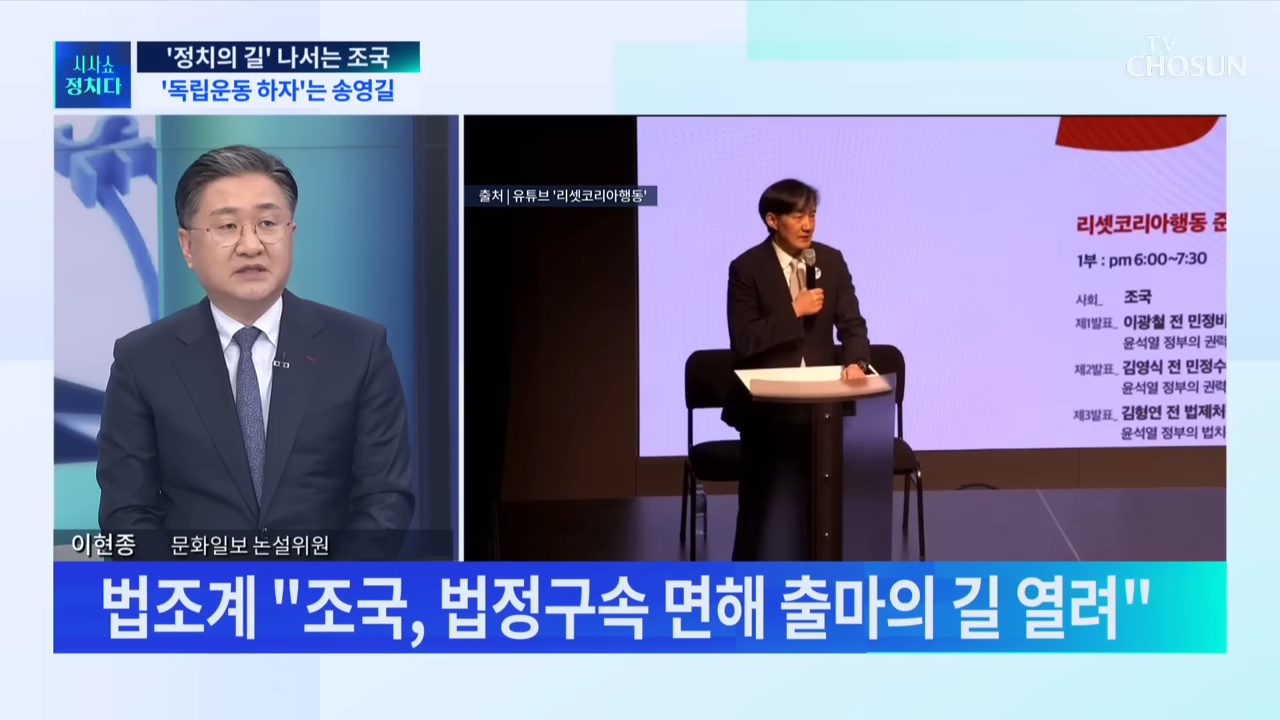 시사쇼
정치다
'정치의 길' 나서는 조국
'독립운동 하자'는 송영길
TV
CHOSUN
출처 | 유튜브 '리셋코리아행동'
리셋코리아행동 준
1부 : pm 6:00~7:30
사회_ 조국
제1발표_ 이광철 전 민정비
윤석열 정부의 권력
제2발표_ 김영식 전 민정수
윤석열 정부의 권력
제3발표_ 김형연 전 법제처
윤석열 정부의 법치
이현종 문화일보 논설위원
법조계 "조국, 법정구속 면해 출마의 길 열려"